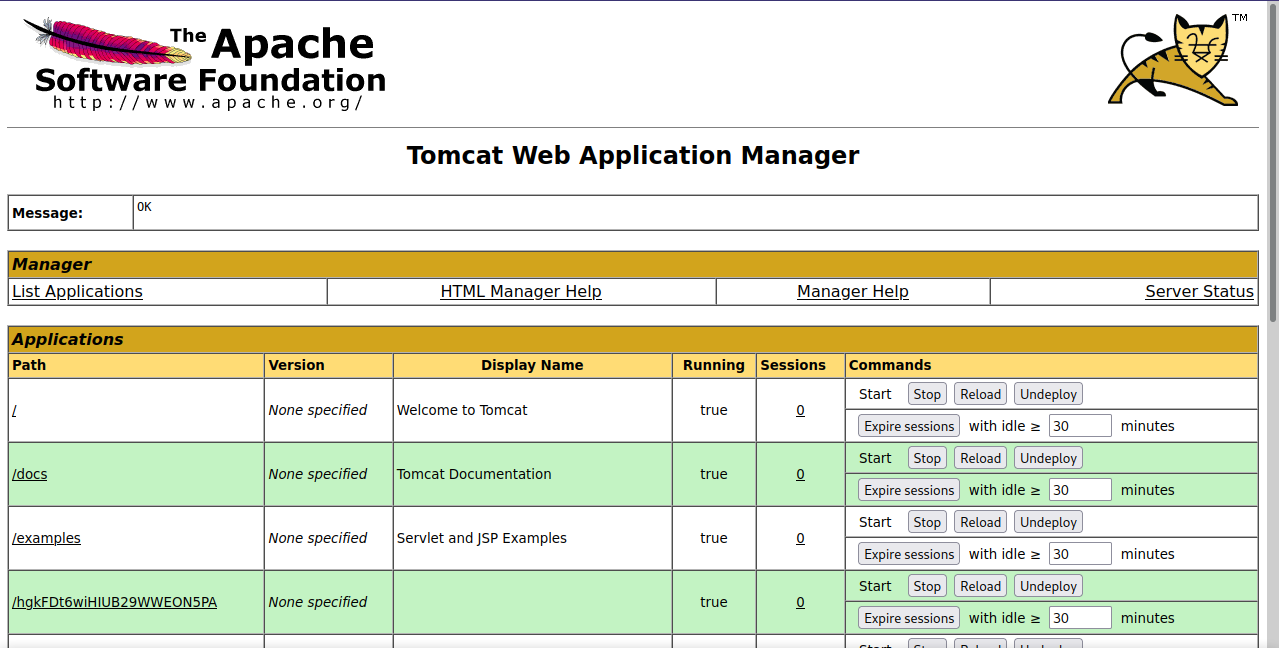 The Apache
Software Foundation
http://www.apache.org/
TM
Tomcat Web Application Manager
Message: OK
Manager
List Applications HTML Manager Help Manager Help Server Status
Applications
Path Version Display Name Running Sessions Commands
/ None specified Welcome to Tomcat true 0 Start Stop Reload Undeploy
Expire sessions with idle ≥ 30 minutes
/docs None specified Tomcat Documentation true 0 Start Stop Reload Undeploy
Expire sessions with idle ≥ 30 minutes
/examples None specified Servlet and JSP Examples true 0 Start Stop Reload Undeploy
Expire sessions with idle ≥ 30 minutes
/hgkFDt6wiHIUB29WWEON5PA None specified true 0 Start Stop Reload Undeploy
Expire sessions with idle ≥ 30 minutes
Start Stop Reload Undeploy